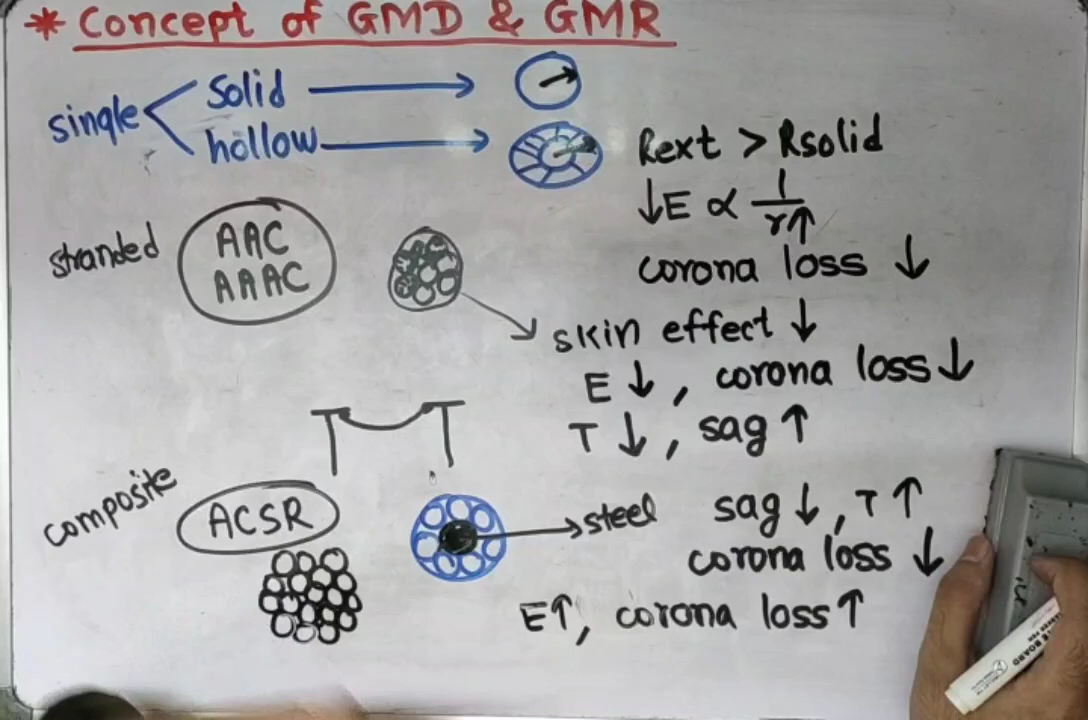 * Concept of GMD & GMR
single
Solid
hollow
Rext > Rsolid
↓E ∝ 1/r↑
corona loss ↓
stranded
AAC
AAAC
skin effect ↓
E ↓, corona loss ↓
T ↓, sag ↑
composite
ACSR
steel
sag ↓, T ↑
corona loss ↓
E↑, corona loss ↑